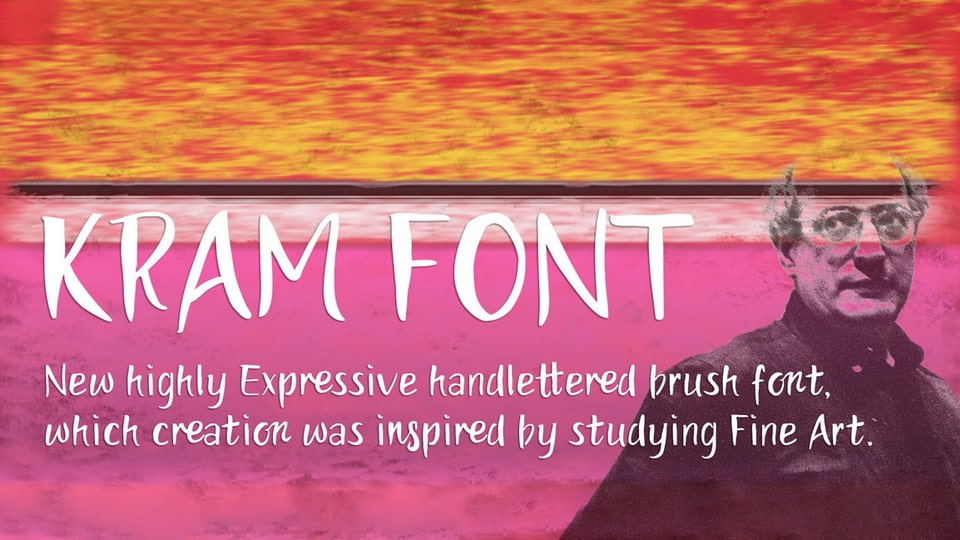 KRAM FONT
New highly Expressive handlettered brush font,
which creation was inspired by studying Fine Art.